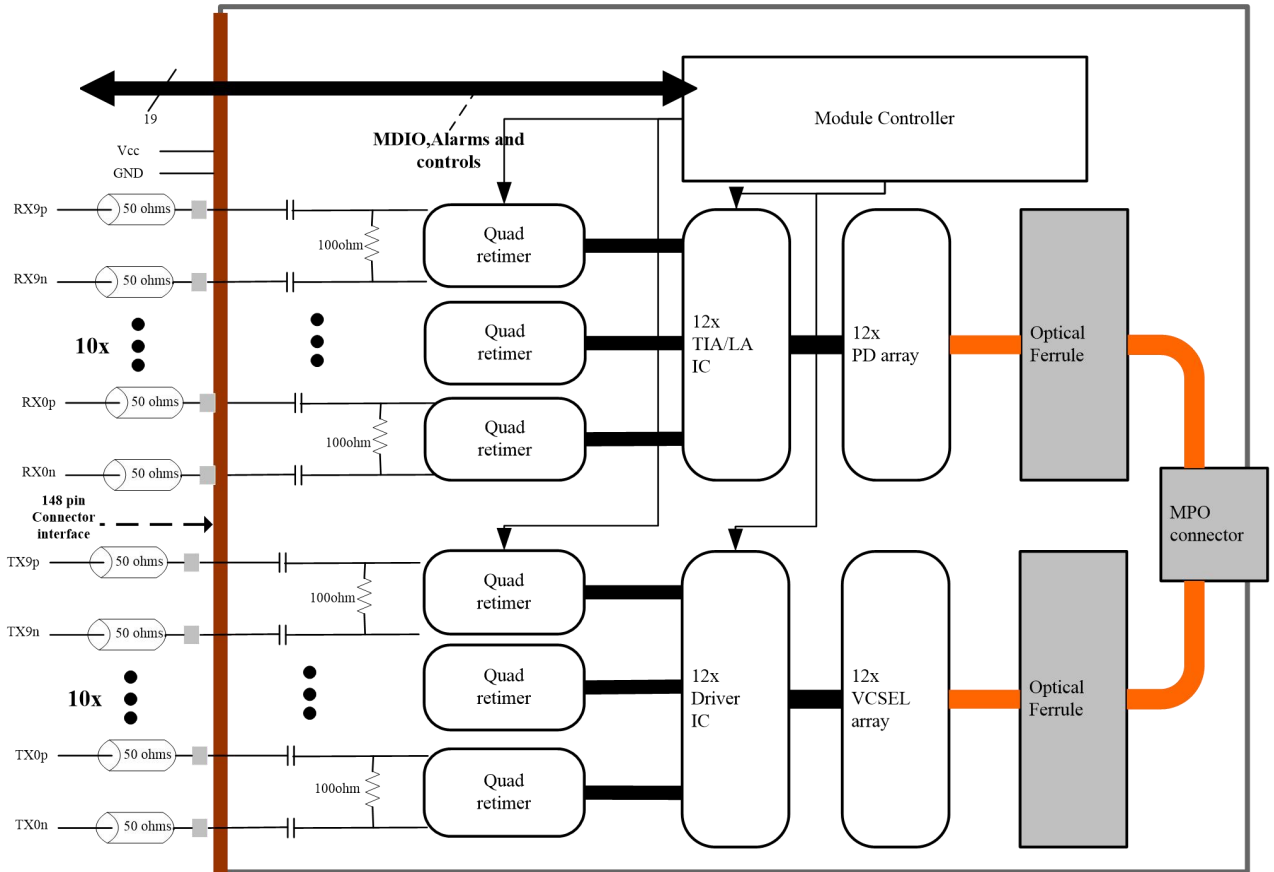 Module Controller
19
MDIO,Alarms and
controls
Vcc
GND
RX9p
50 ohms
100ohm
RX9n
50 ohms
10x
RX0p
50 ohms
100ohm
RX0n
50 ohms
148 pin
Connector
interface
TX9p
50 ohms
100ohm
TX9n
50 ohms
10x
TX0p
50 ohms
100ohm
TX0n
50 ohms
Quad
retimer
Quad
retimer
Quad
retimer
12x
TIA/LA
IC
12x
PD array
Optical
Ferrule
MPO
connector
Quad
retimer
Quad
retimer
Quad
retimer
12x
Driver
IC
12x
VCSEL
array
Optical
Ferrule